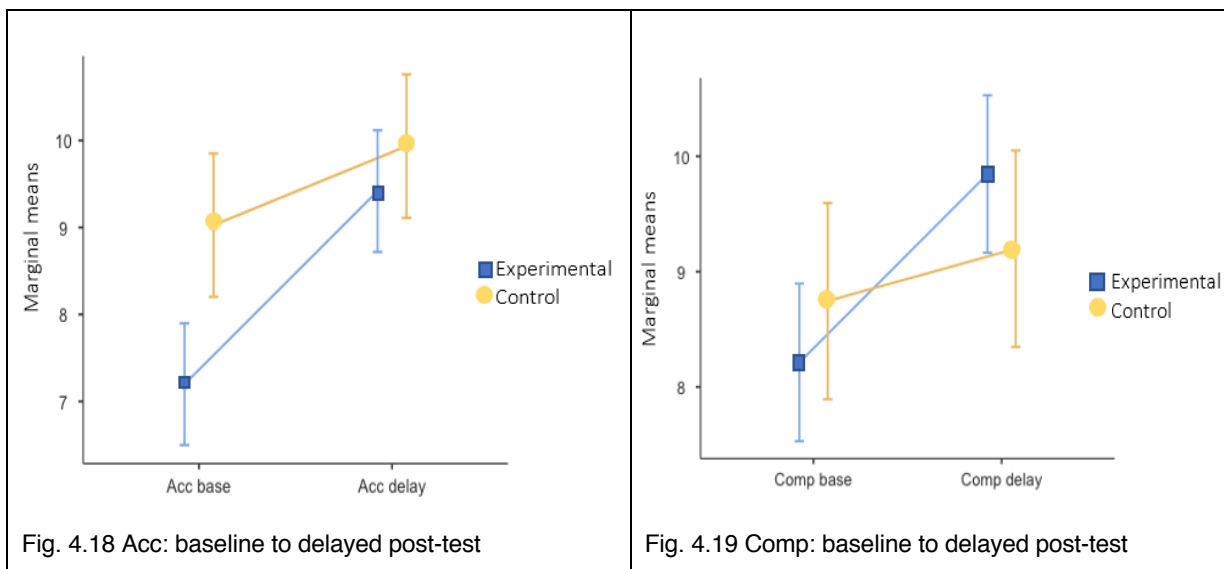 Marginal means
10
9
8
7
Acc base
Acc delay
Experimental
Control
Fig. 4.18 Acc: baseline to delayed post-test
Marginal means
10
9
8
Comp base
Comp delay
Experimental
Control
Fig. 4.19 Comp: baseline to delayed post-test